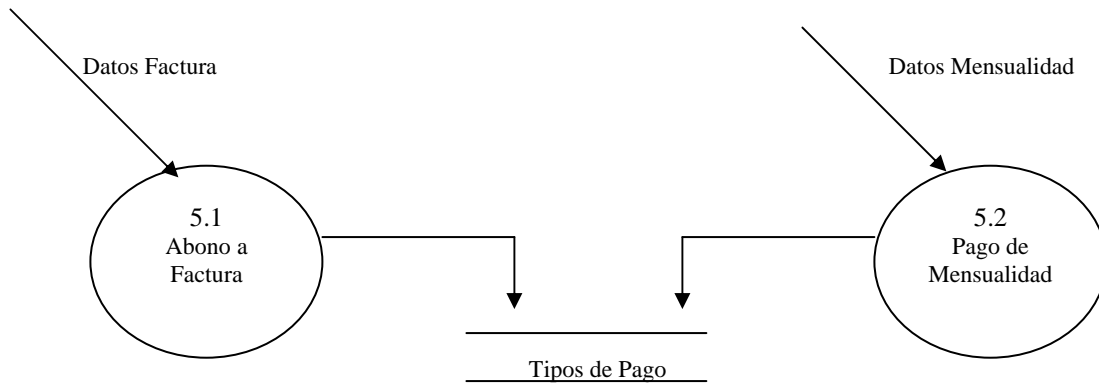 Datos Factura
Datos Mensualidad
5.1
Abono a
Factura
5.2
Pago de
Mensualidad
Tipos de Pago